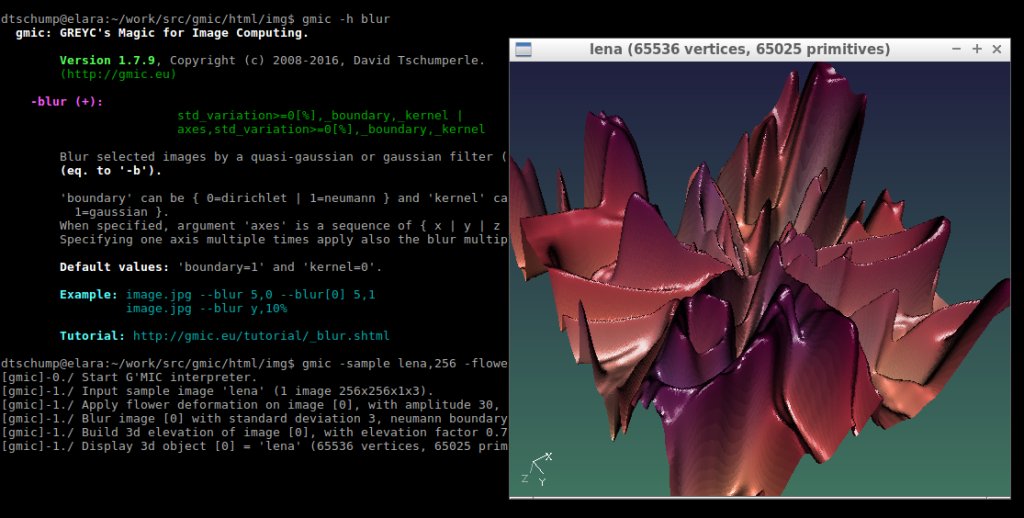 dtschump@elara:~/work/src/gmic/html/img$ gmic -h blur
gmic: GREYC's Magic for Image Computing.
Version 1.7.9, Copyright (c) 2008-2016, David Tschumperle.
(http://gmic.eu)
-blur (+):
std_variation>=0[%],_boundary,_kernel |
axes,std_variation>=0[%],_boundary,_kernel
Blur selected images by a quasi-gaussian or gaussian filter (
(eq. to '-b').
'boundary' can be { 0=dirichlet | 1=neumann } and 'kernel' ca
1=gaussian }.
When specified, argument 'axes' is a sequence of { x | y | z
Specifying one axis multiple times apply also the blur multip
Default values: 'boundary=1' and 'kernel=0'.
Example: image.jpg --blur 5,0 --blur[0] 5,1
image.jpg --blur y,10%
Tutorial: http://gmic.eu/tutorial/_blur.shtml
dtschump@elara:~/work/src/gmic/html/img$ gmic -sample lena,256 -flowe
[gmic]-0./ Start G'MIC interpreter.
[gmic]-1./ Input sample image 'lena' (1 image 256x256x1x3).
[gmic]-1./ Apply flower deformation on image [0], with amplitude 30,
[gmic]-1./ Blur image [0] with standard deviation 3, neumann boundary
[gmic]-1./ Build 3d elevation of image [0], with elevation factor 0.7
[gmic]-1./ Display 3d object [0] = 'lena' (65536 vertices, 65025 prim
lena (65536 vertices, 65025 primitives)
X
Z
Y